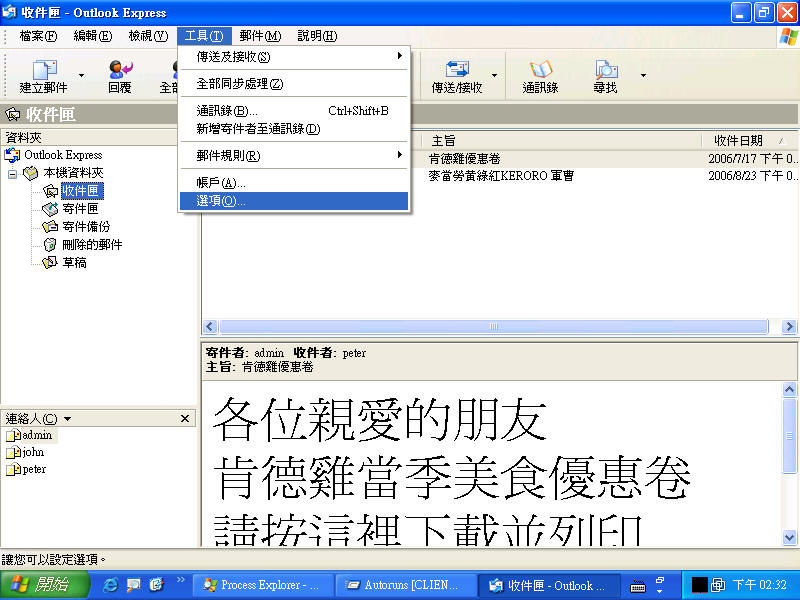 收件匣 - Outlook Express
檔案(F) 編輯(E) 檢視(V) 工具(T) 郵件(M) 說明(H)
建立郵件 回覆 全部 傳送/接收 通訊錄 尋找
傳送及接收(S)
全部同步處理(Z)
通訊錄(B)... Ctrl+Shift+B
新增寄件者至通訊錄(D)
郵件規則(R)
帳戶(A)...
選項(O)...
收件匣
資料夾
Outlook Express
本機資料夾
收件匣
寄件匣
寄件備份
刪除的郵件
草稿
主旨 收件日期
肯德雞優惠卷 2006/7/17 下午 0...
麥當勞黃綠紅KERORO 軍曹 2006/8/23 下午 0...
連絡人(C)
admin
john
peter
寄件者: admin 收件者: peter
主旨: 肯德雞優惠卷
各位親愛的朋友
肯德雞當季美食優惠卷
請按這裡下載並列印
讓您可以設定選項。
開始 Process Explorer - ... Autoruns [CLIEN... 收件匣 - Outlook ... 下午 02:32